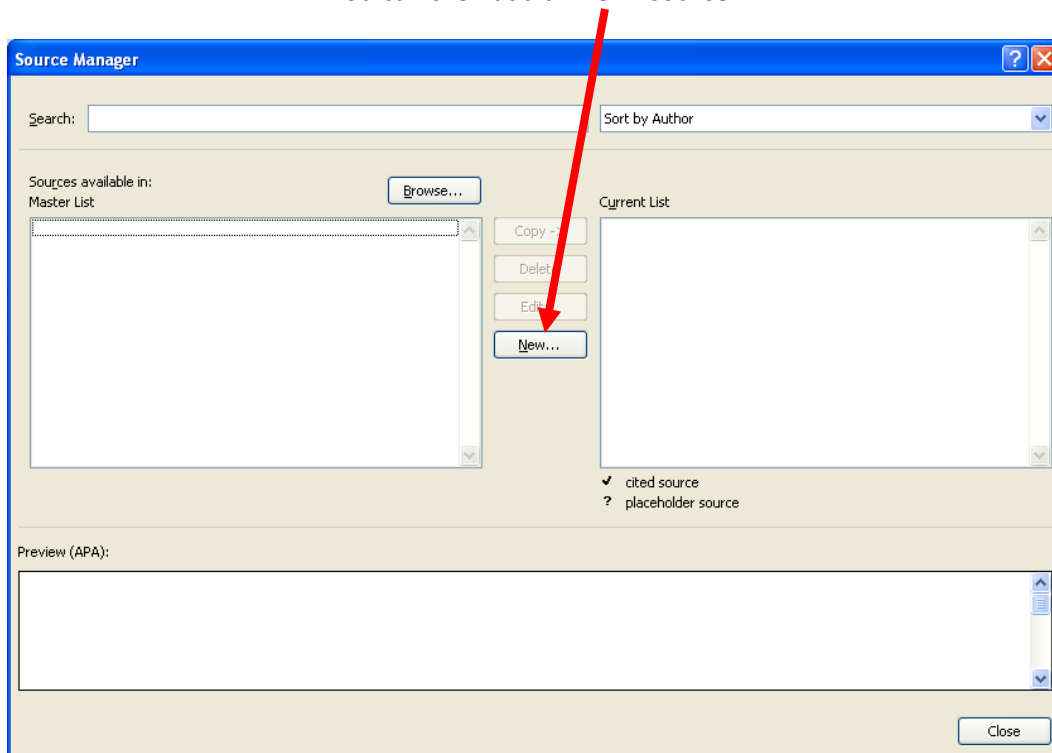 Source Manager
Search:
Sort by Author
Sources available in:
Master List
Browse...
Current List
Copy ->
Delete
Edit
New...
✓ cited source
? placeholder source
Preview (APA):
Close